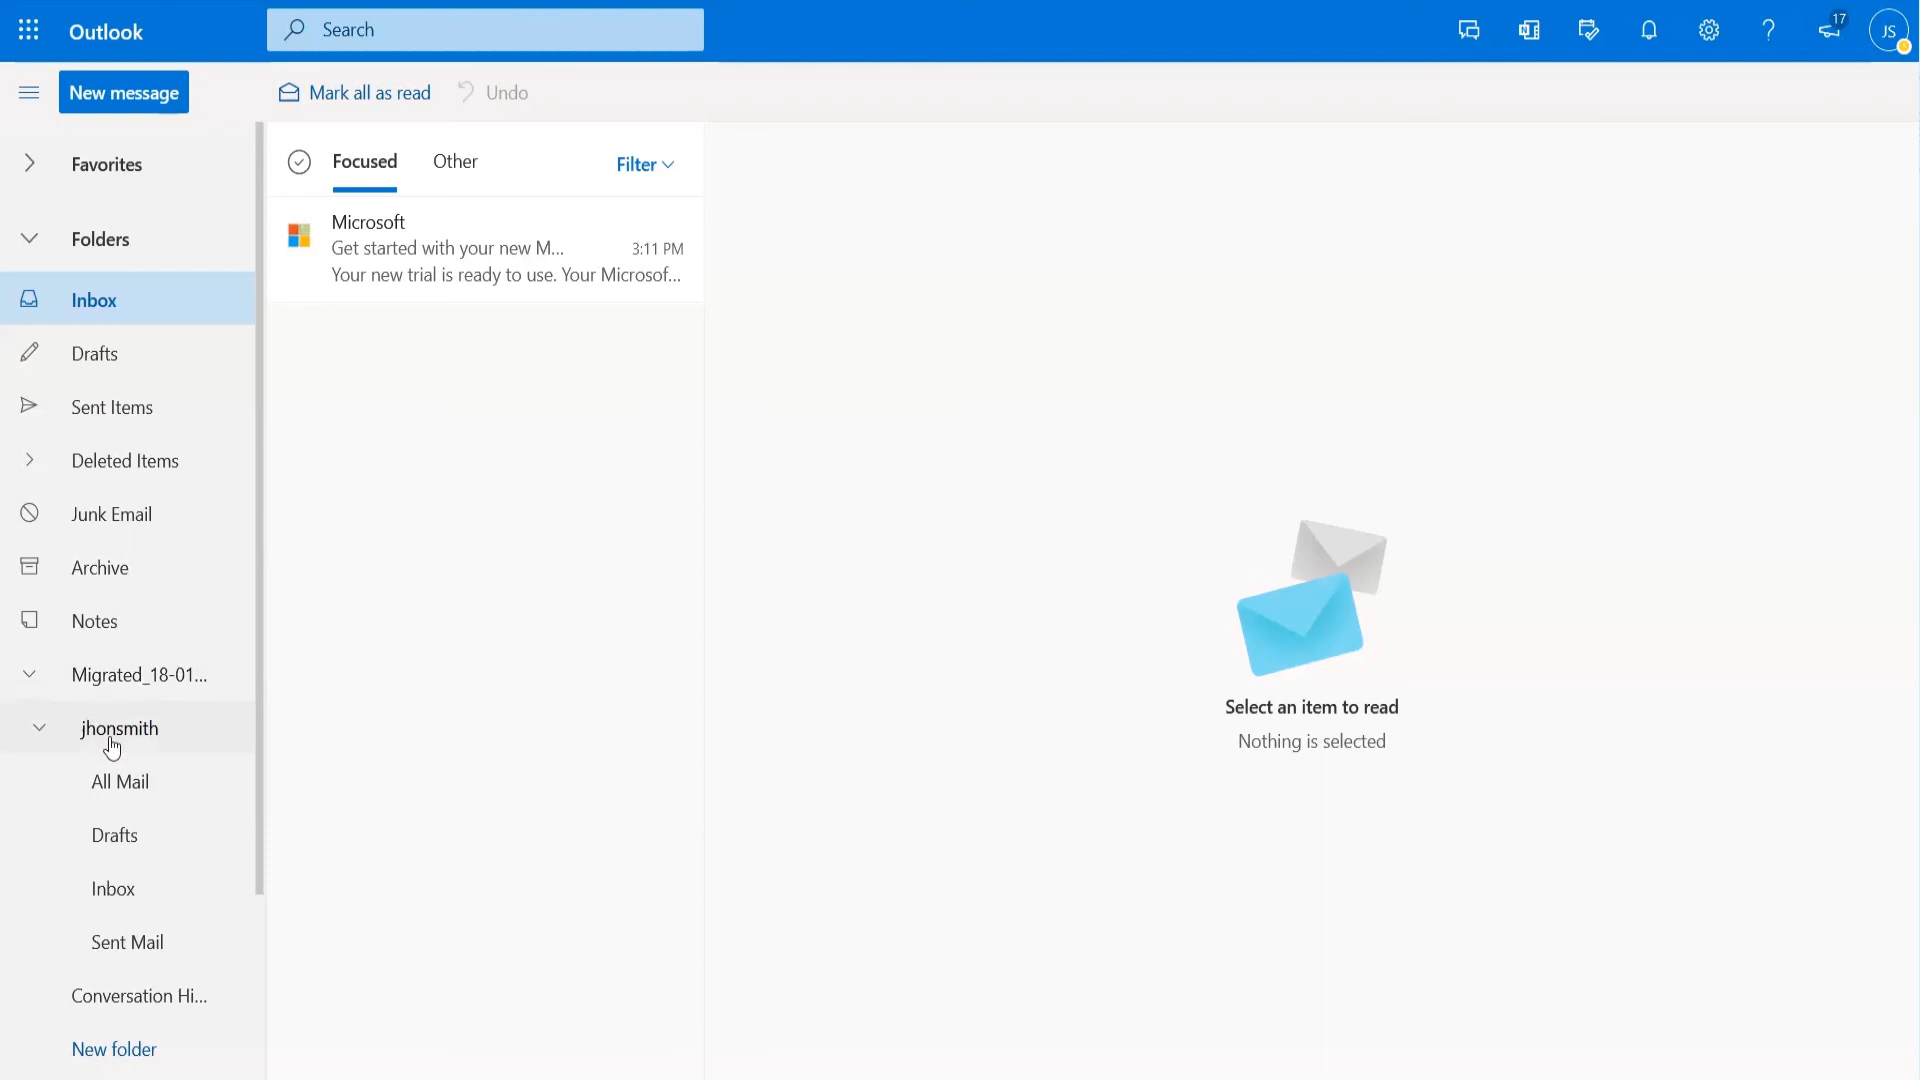 Outlook
Search
17
JS
New message
Mark all as read
Undo
Favorites
Folders
Inbox
Drafts
Sent Items
Deleted Items
Junk Email
Archive
Notes
Migrated_18-01...
jhonsmith
All Mail
Drafts
Inbox
Sent Mail
Conversation Hi...
New folder
Focused
Other
Filter
Microsoft
Get started with your new M...
3:11 PM
Your new trial is ready to use. Your Microsof...
Select an item to read
Nothing is selected